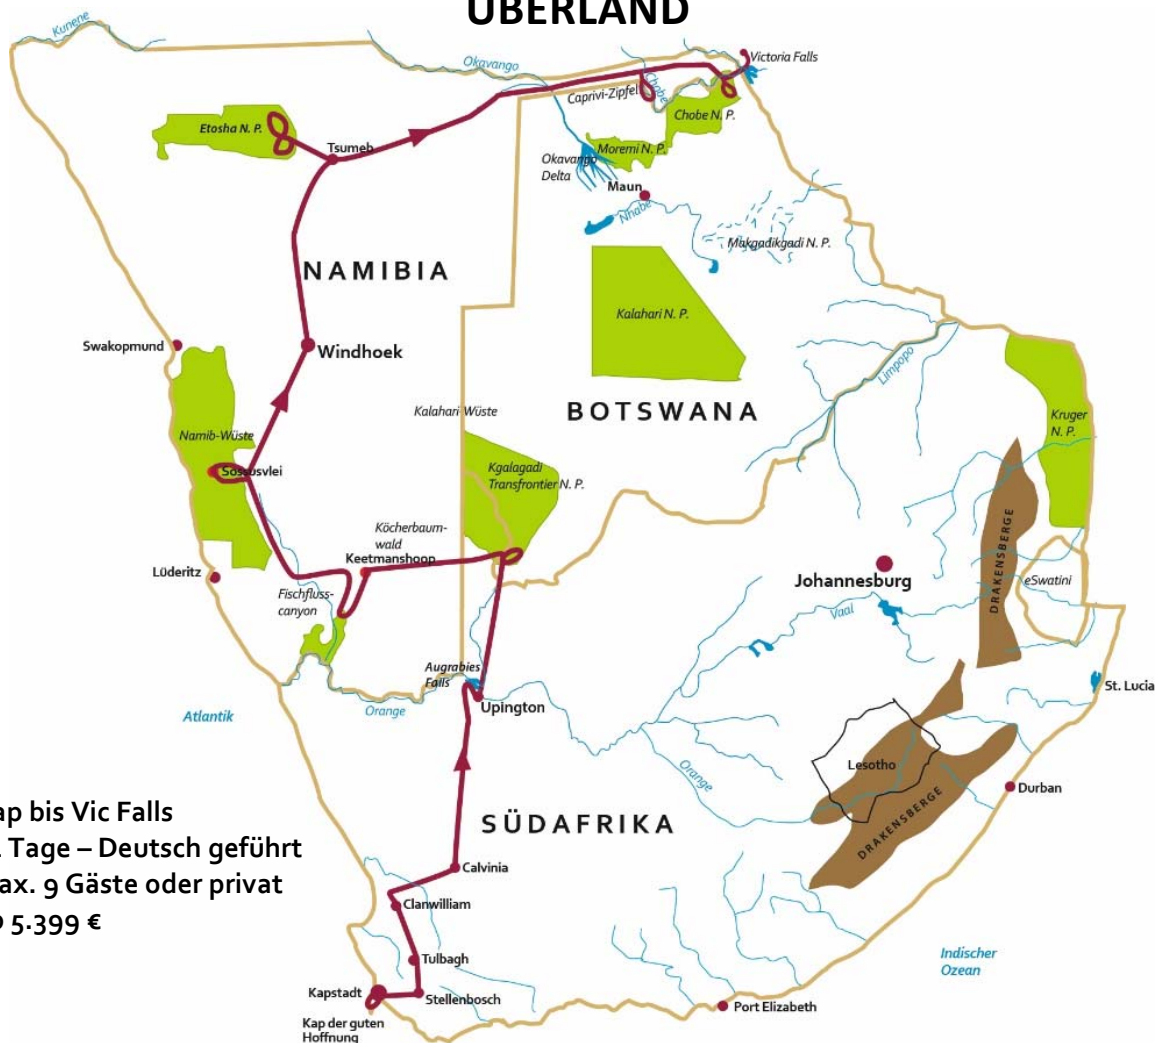 ÜBERLAND
Kunene
Okavango
Victoria Falls
Caprivi-Zipfel
Chobe
Chobe N. P.
Etosha N. P.
Tsumeb
Moremi N. P.
Okavango
Delta
Maun
Nhabe
Makgadikgadi N. P.
NAMIBIA
Kalahari N. P.
Swakopmund
Windhoek
Limpopo
Kalahari-Wüste
BOTSWANA
Kruger
N. P.
Namib-Wüste
Sossusvlei
Kgalagadi
Transfrontier N. P.
Köcherbaum-
wald
Keetmanshoop
Lüderitz
Fischfluss-
canyon
Johannesburg
Vaal
DRAKENSBERGE
eSwatini
Augrabies
Falls
Upington
Orange
Atlantik
St. Lucia
Orange
Lesotho
Durban
DRAKENSBERGE
SÜDAFRIKA
ap bis Vic Falls
Tage – Deutsch geführt
ax. 9 Gäste oder privat
5.399 €
Calvinia
Clanwilliam
Tulbagh
Kapstadt
Stellenbosch
Kap der guten
Hoffnung
Port Elizabeth
Indischer
Ozean